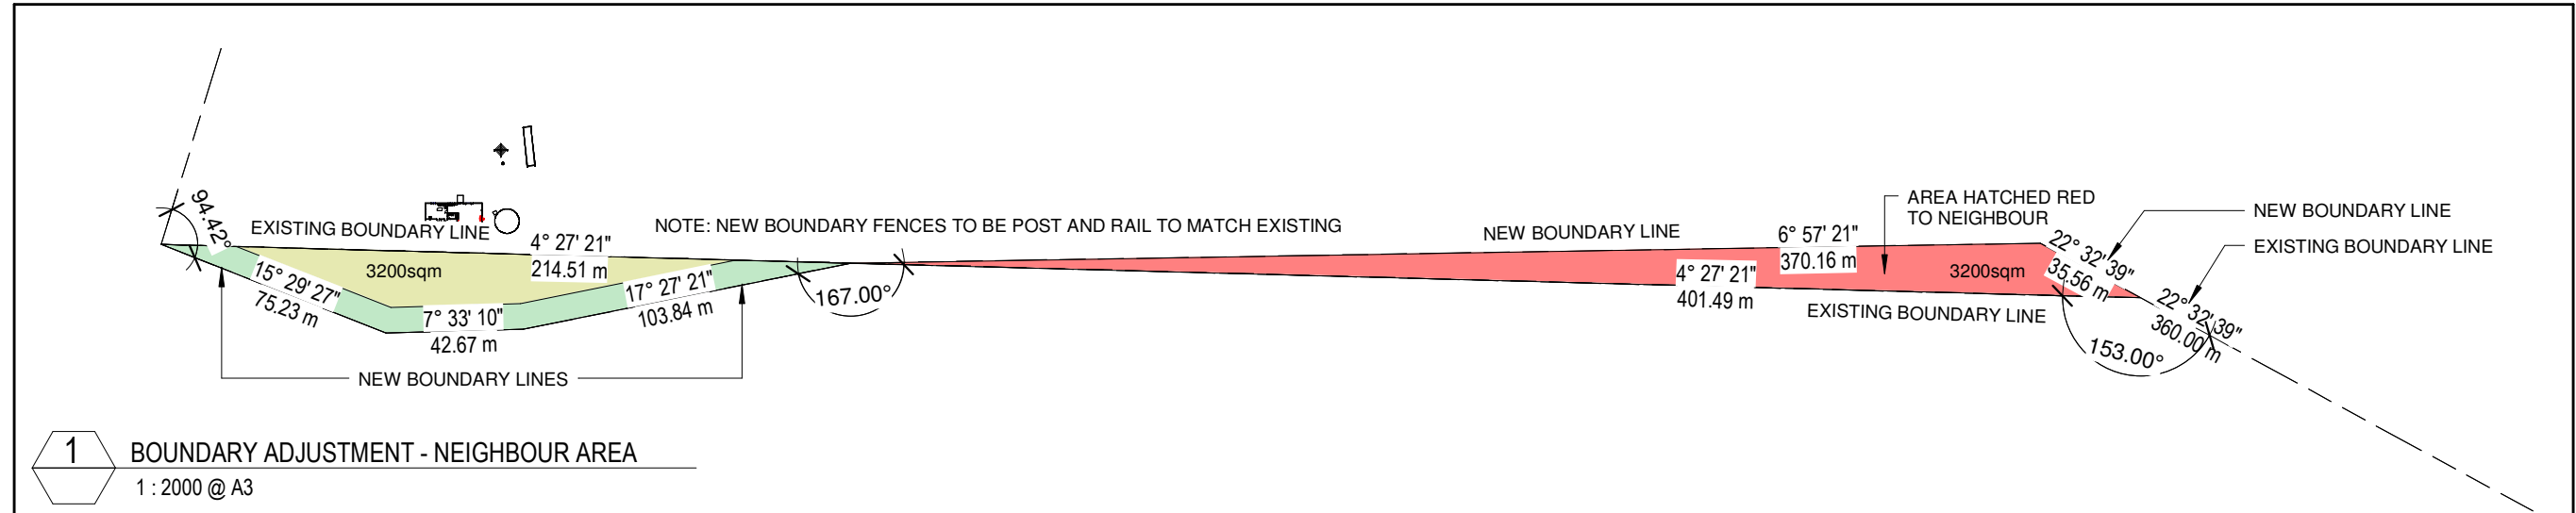 94.42°
EXISTING BOUNDARY LINE
4° 27' 21"
214.51 m
3200sqm
15° 29' 27"
75.23 m
7° 33' 10"
42.67 m
17° 27' 21"
103.84 m
NEW BOUNDARY LINES
167.00°
NOTE: NEW BOUNDARY FENCES TO BE POST AND RAIL TO MATCH EXISTING
NEW BOUNDARY LINE
6° 57' 21"
370.16 m
4° 27' 21"
401.49 m
AREA HATCHED RED
TO NEIGHBOUR
3200sqm
EXISTING BOUNDARY LINE
22° 32' 39"
35.56 m
NEW BOUNDARY LINE
EXISTING BOUNDARY LINE
22° 32' 39"
360.00 m
153.00°
1
BOUNDARY ADJUSTMENT - NEIGHBOUR AREA
1 : 2000 @ A3